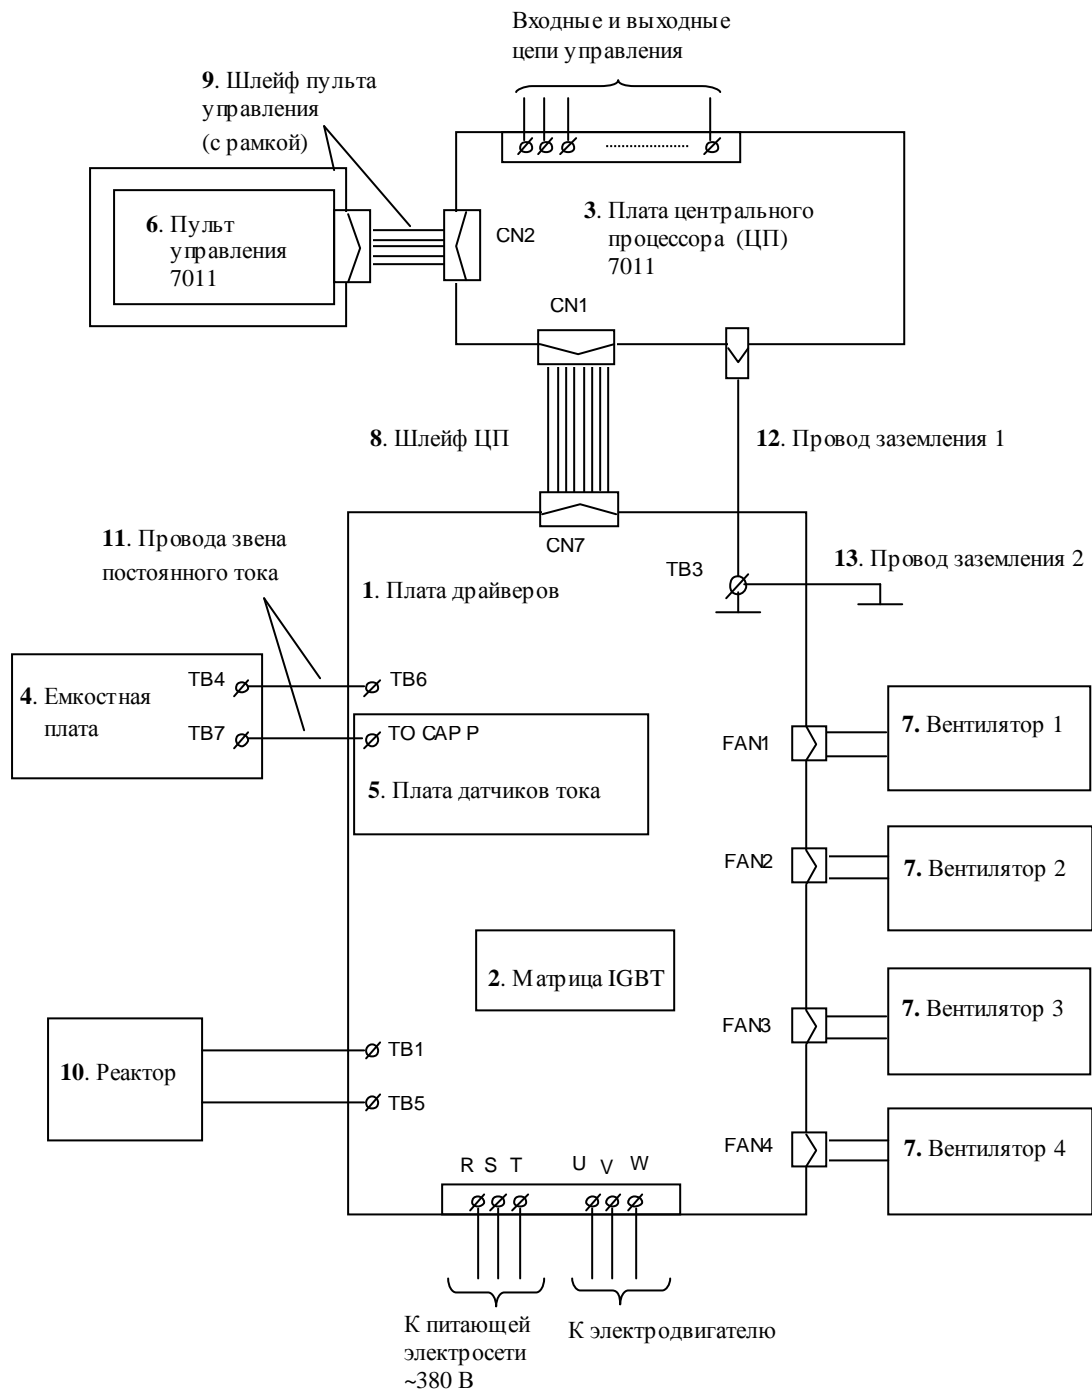 Входные и выходные
цепи управления
9. Шлейф пульта
управления
(с рамкой)
6. Пульт
управления
7011
CN2
3. Плата центрального
процессора (ЦП)
7011
CN1
8. Шлейф ЦП
12. Провод заземления 1
11. Провода звена
постоянного тока
CN7
TB3
13. Провод заземления 2
1. Плата драйверов
4. Емкостная
плата
TB4
TB7
TB6
TO CAP P
5. Плата датчиков тока
FAN1
7. Вентилятор 1
FAN2
7. Вентилятор 2
2. Матрица IGBT
FAN3
7. Вентилятор 3
10. Реактор
TB1
TB5
FAN4
7. Вентилятор 4
R S T U V W
К питающей
электросети
~380 В
К электродвигателю